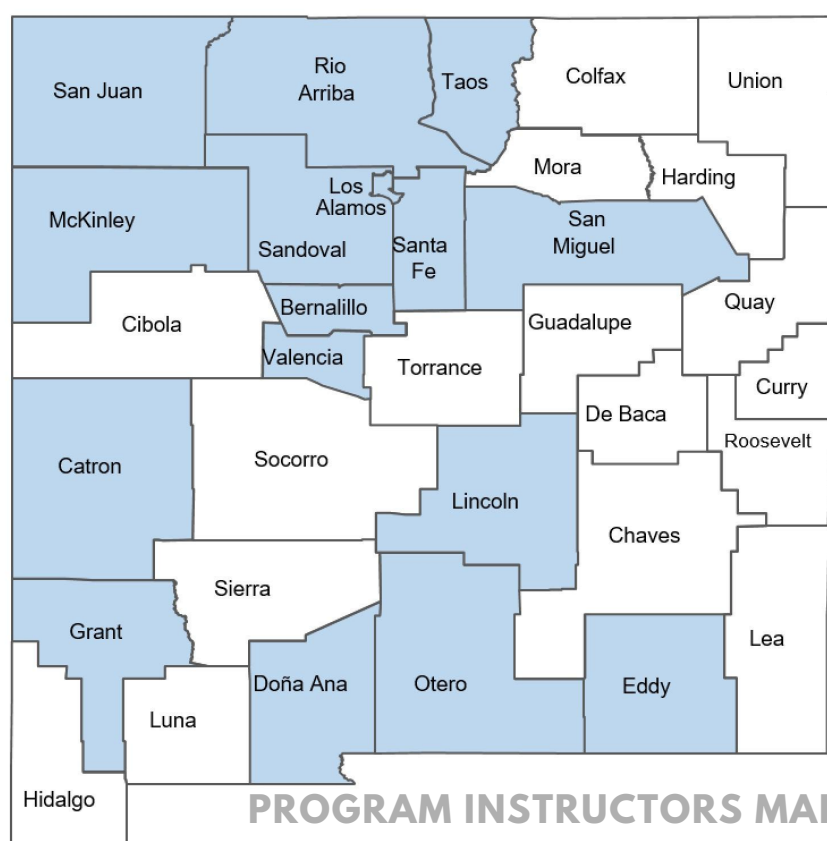 San Juan
Rio
Arriba
Taos
Colfax
Union
Mora
Harding
Los
Alamos
McKinley
Sandoval
Santa
Fe
San
Miguel
Bernalillo
Cibola
Quay
Guadalupe
Valencia
Torrance
Curry
De Baca
Roosevelt
Catron
Socorro
Lincoln
Chaves
Sierra
Grant
Lea
Doña Ana
Otero
Eddy
Luna
Hidalgo
PROGRAM INSTRUCTORS